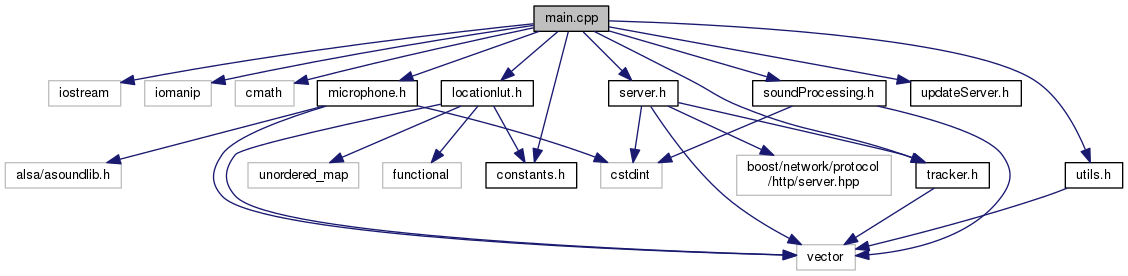 main.cpp
iostream
iomanip
cmath
microphone.h
locationlut.h
server.h
soundProcessing.h
updateServer.h
alsa/asoundlib.h
unordered_map
functional
constants.h
cstdint
boost/network/protocol
/http/server.hpp
tracker.h
utils.h
vector